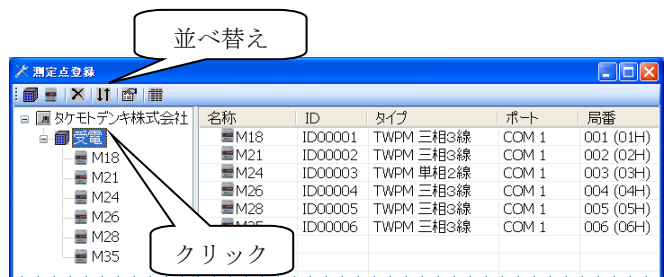 並べ替え
測定点登録
タケモトデンキ株式会社
受電
M18
M21
M24
M26
M28
M35
名称 ID タイプ ポート 局番
M18 ID00001 TWPM 三相3線 COM 1 001 (01H)
M21 ID00002 TWPM 三相3線 COM 1 002 (02H)
M24 ID00003 TWPM 単相2線 COM 1 003 (03H)
M26 ID00004 TWPM 三相3線 COM 1 004 (04H)
M28 ID00005 TWPM 三相3線 COM 1 005 (05H)
ID00006 TWPM 三相3線 COM 1 006 (06H)
クリック